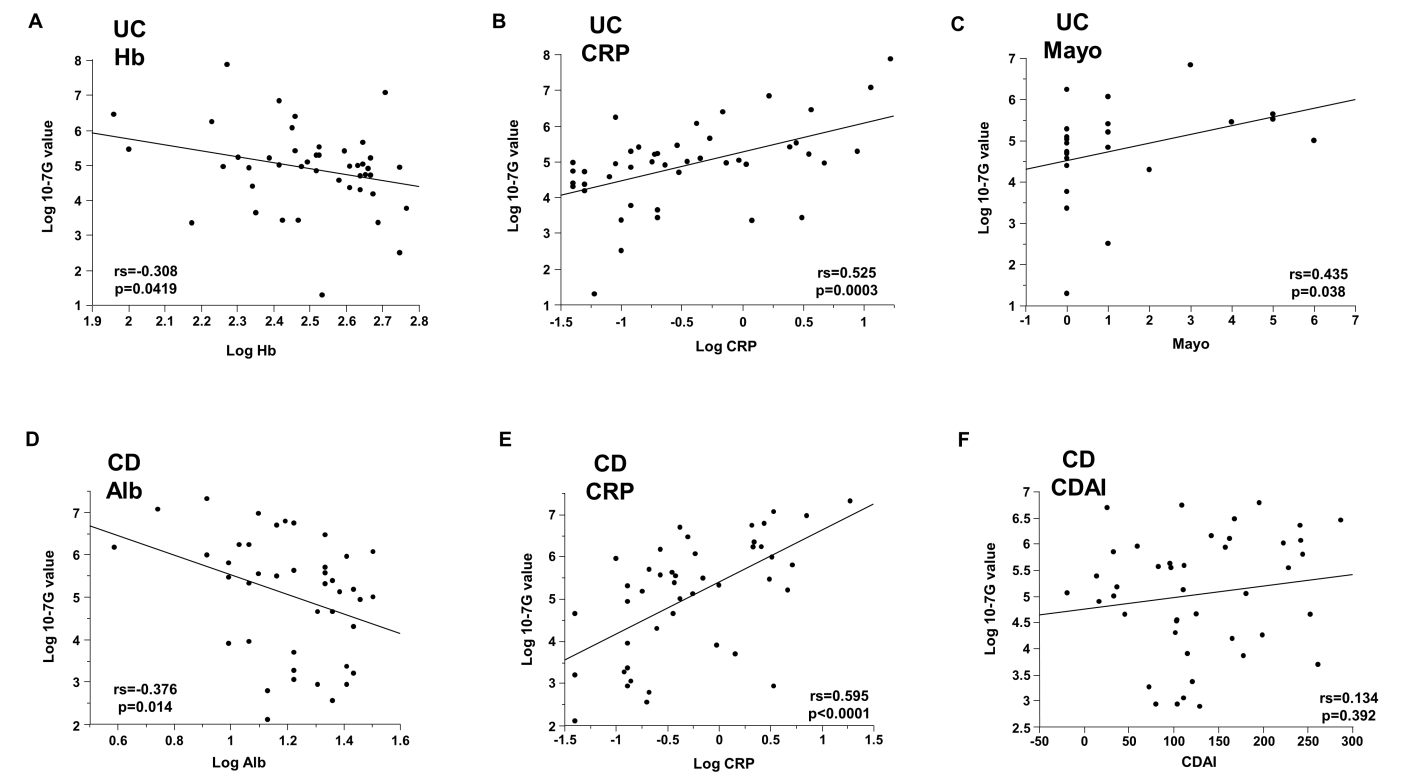 A
UC
Hb
8
7
6
5
4
3
2
1
Log 10-7G value
rs=-0.308
p=0.0419
1.9 2 2.1 2.2 2.3 2.4 2.5 2.6 2.7 2.8
Log Hb
B
UC
CRP
8
7
6
5
4
3
2
1
Log 10-7G value
rs=0.525
p=0.0003
-1.5 -1 -0.5 0 0.5 1
Log CRP
C
UC
Mayo
7
6
5
4
3
2
1
Log 10-7G value
rs=0.435
p=0.038
-1 0 1 2 3 4 5 6 7
Mayo
D
CD
Alb
7
6
5
4
3
2
Log 10-7G value
rs=-0.376
p=0.014
0.6 0.8 1 1.2 1.4 1.6
Log Alb
E
CD
CRP
7
6
5
4
3
2
Log 10-7G value
rs=0.595
p<0.0001
-1.5 -1 -0.5 0 0.5 1 1.5
Log CRP
F
CD
CDAI
7
6.5
6
5.5
5
4.5
4
3.5
3
2.5
Log 10-7G value
rs=0.134
p=0.392
-50 0 50 100 150 200 250 300
CDAI